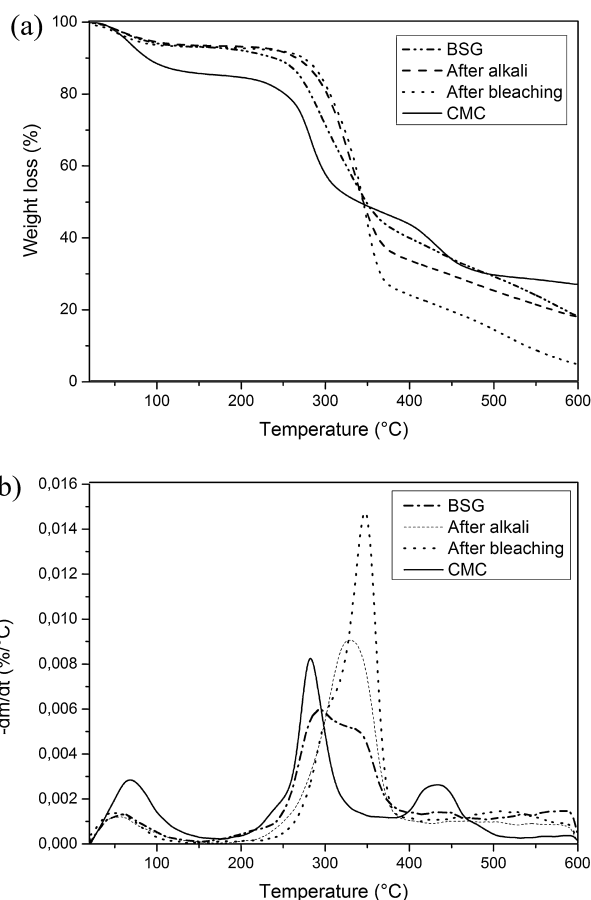 (a)
100
80
60
40
20
0
Weight loss (%)
BSG
After alkali
After bleaching
CMC
100 200 300 400 500 600
Temperature (°C)
b)
0,016
0,014
0,012
0,010
0,008
0,006
0,004
0,002
0,000
-dm/dt (%/°C)
BSG
After alkali
After bleaching
CMC
100 200 300 400 500 600
Temperature (°C)